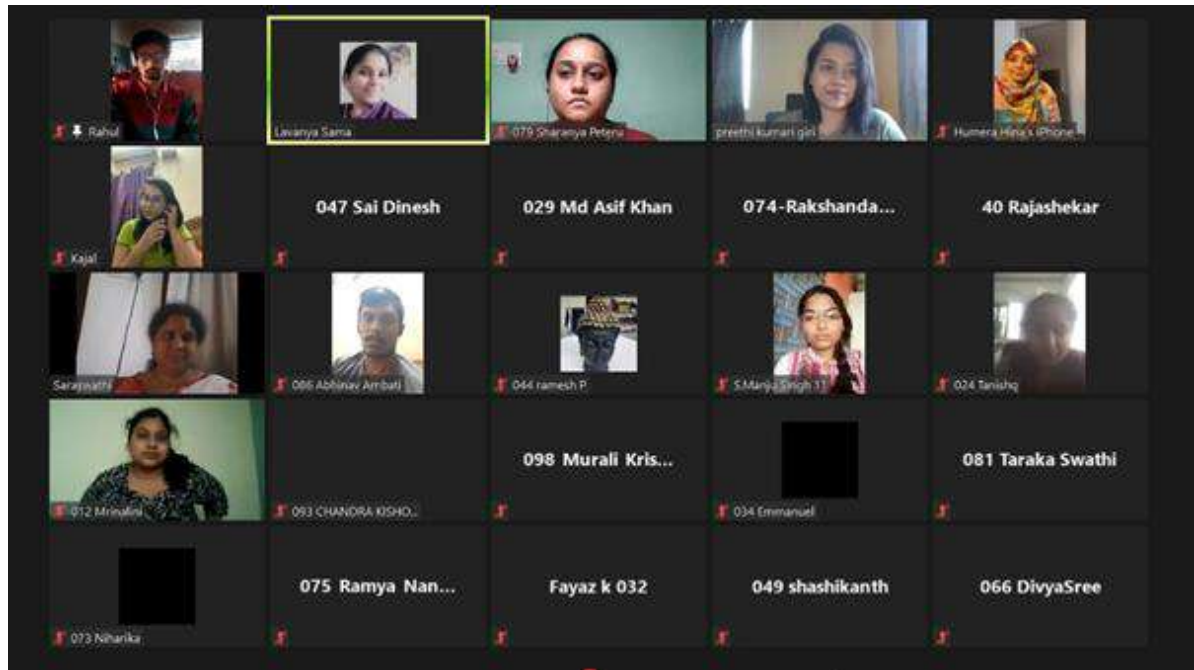 Rahul
Lavanya Sama
079 Sharanya Peteru
preethi kumari giri
Humera Hina's iPhone
Kajal
047 Sai Dinesh
029 Md Asif Khan
074-Rakshanda...
40 Rajashekar
Saraswathi
086 Abhinav Ambati
044 ramesh P
S.Manju Singh 11
024 Tanishq
012 Mrinalini
093 CHANDRA KISHO...
098 Murali Kris...
034 Emmanuel
081 Taraka Swathi
073 Niharika
075 Ramya Nan...
Fayaz k 032
049 shashikanth
066 DivyaSree